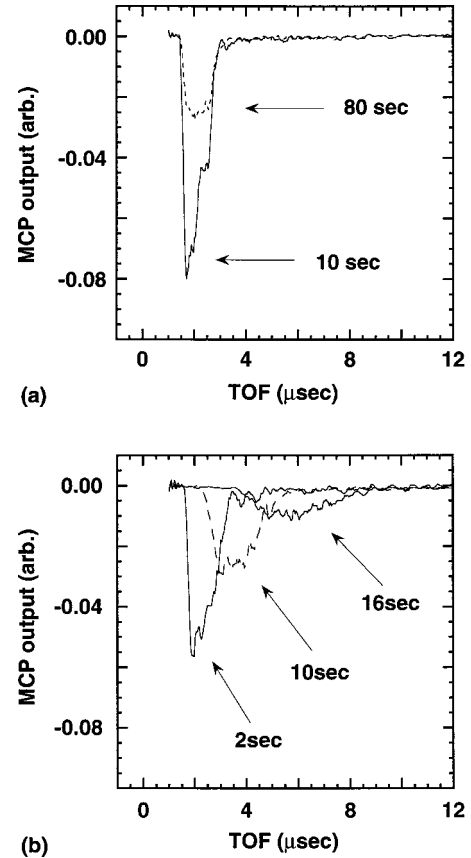 (a)
0.00
-0.04
-0.08
MCP output (arb.)
80 sec
10 sec
0 4 8 12
TOF (μsec)
(b)
0.00
-0.04
-0.08
MCP output (arb.)
16sec
10sec
2sec
0 4 8 12
TOF (μsec)